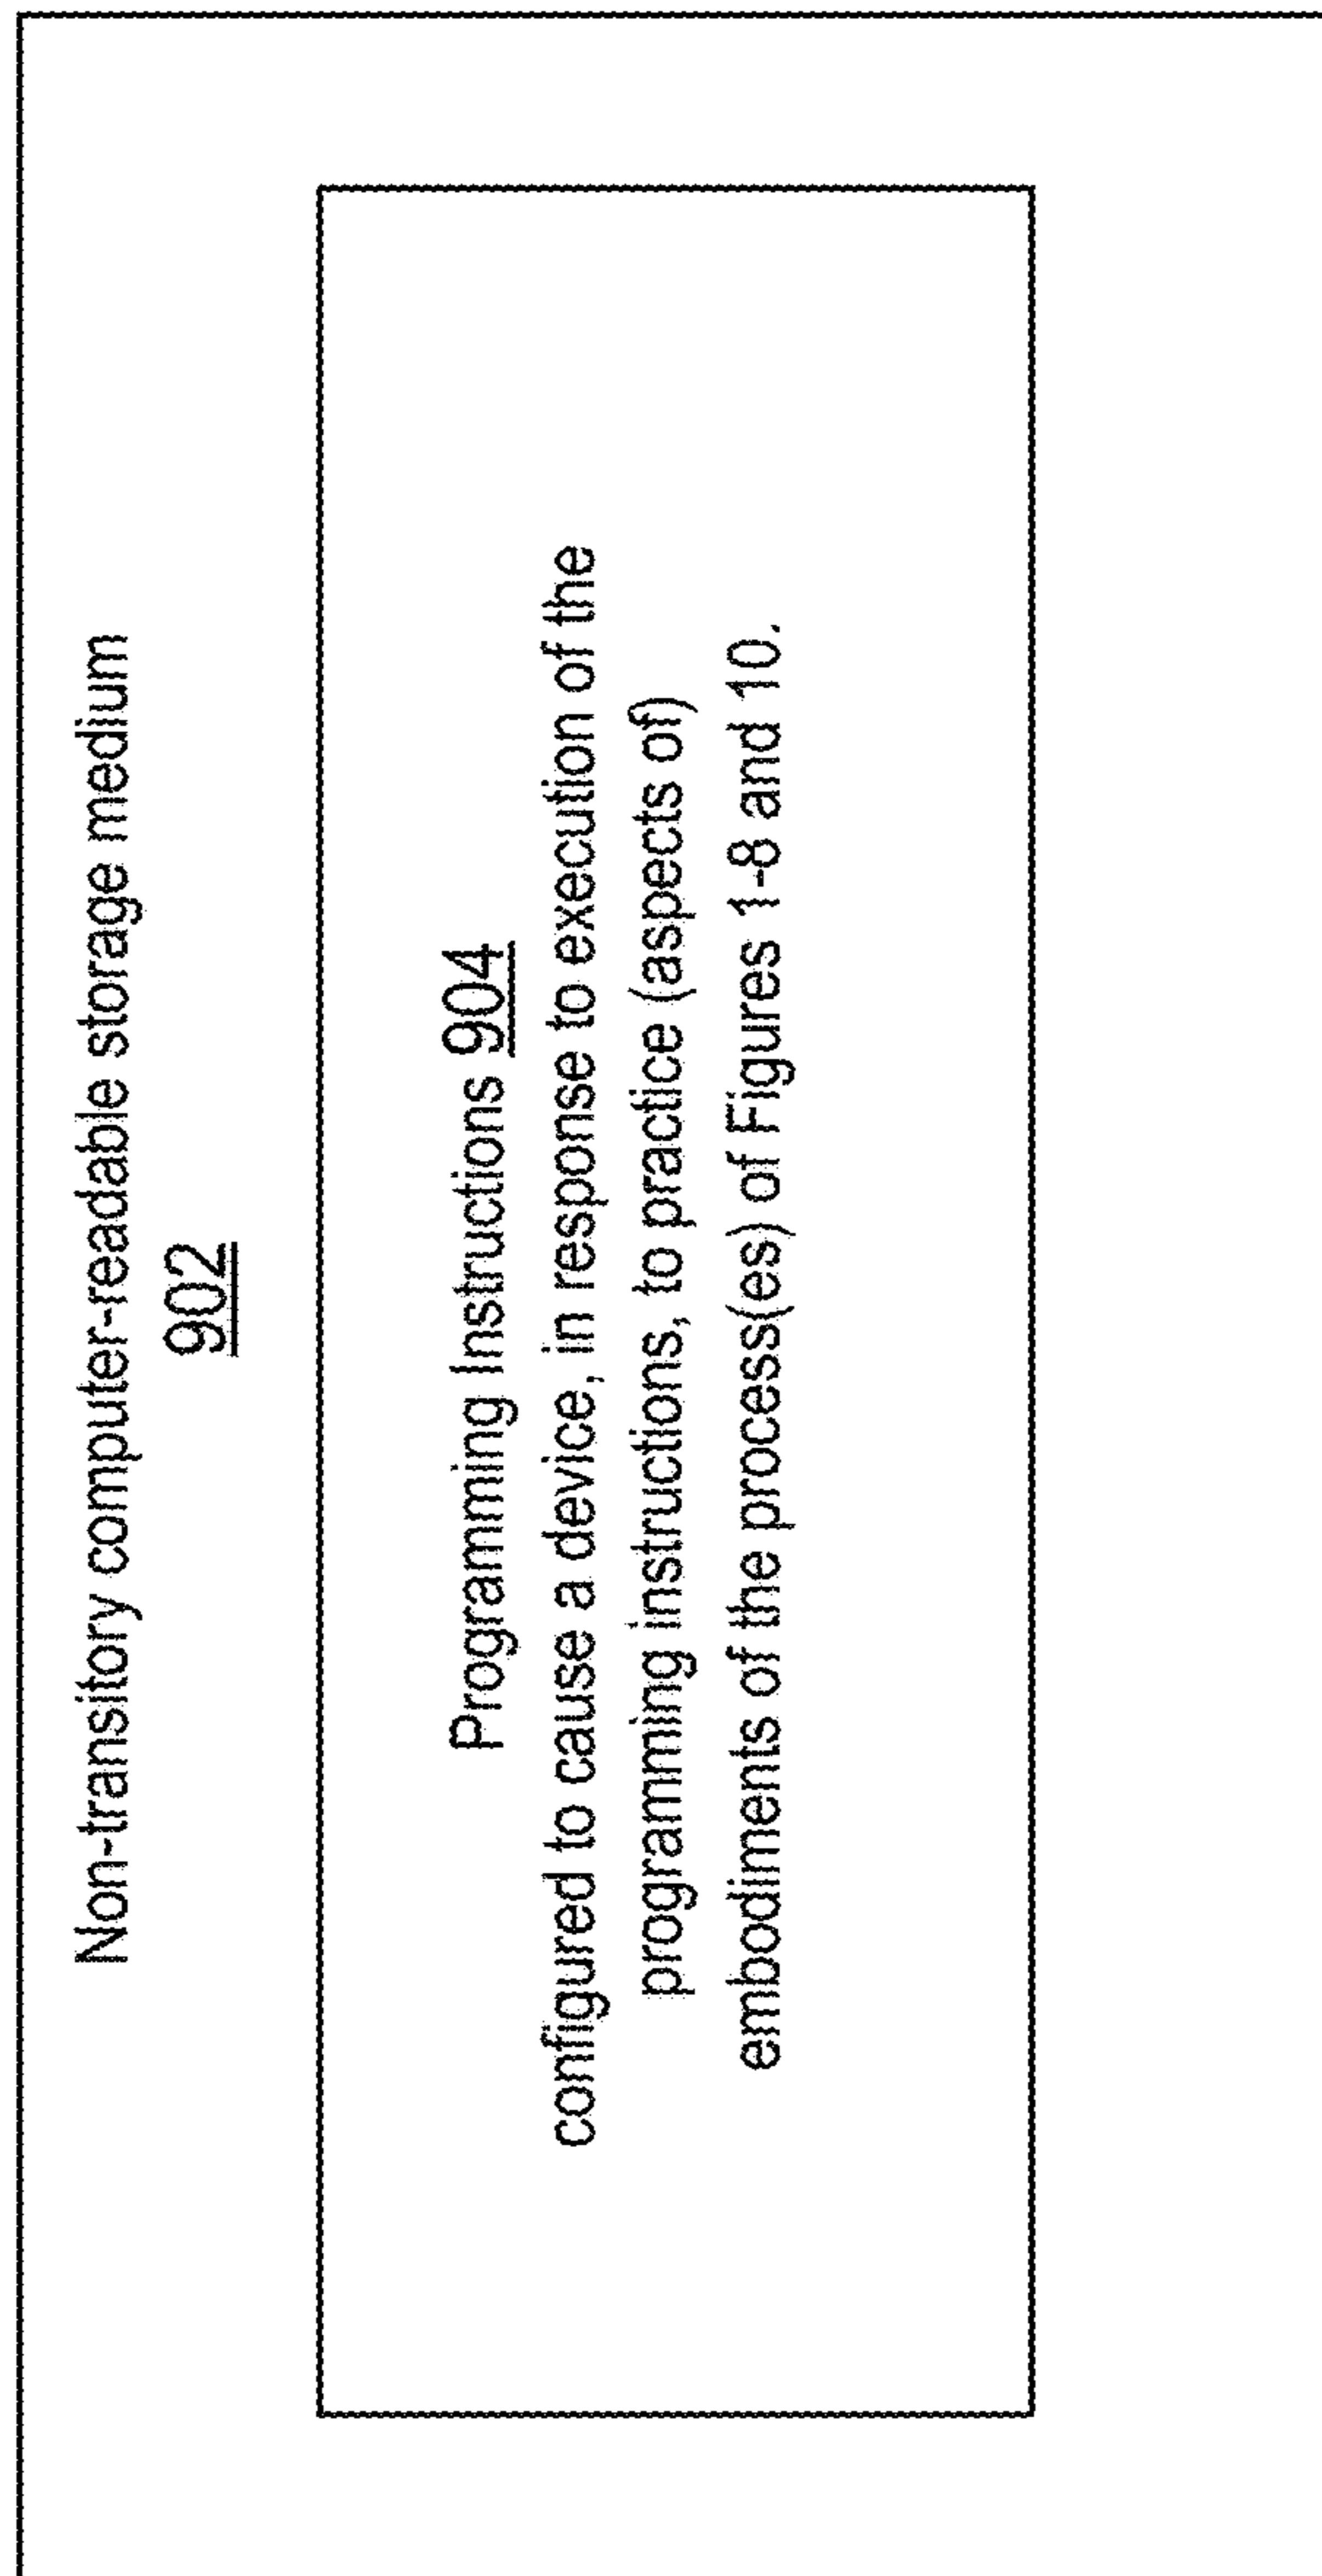 Non-transitory computer-readable storage medium
902
Programming Instructions 904
configured to cause a device, in response to execution of the
programming instructions, to practice (aspects of)
embodiments of the process(es) of Figures 1-8 and 10.